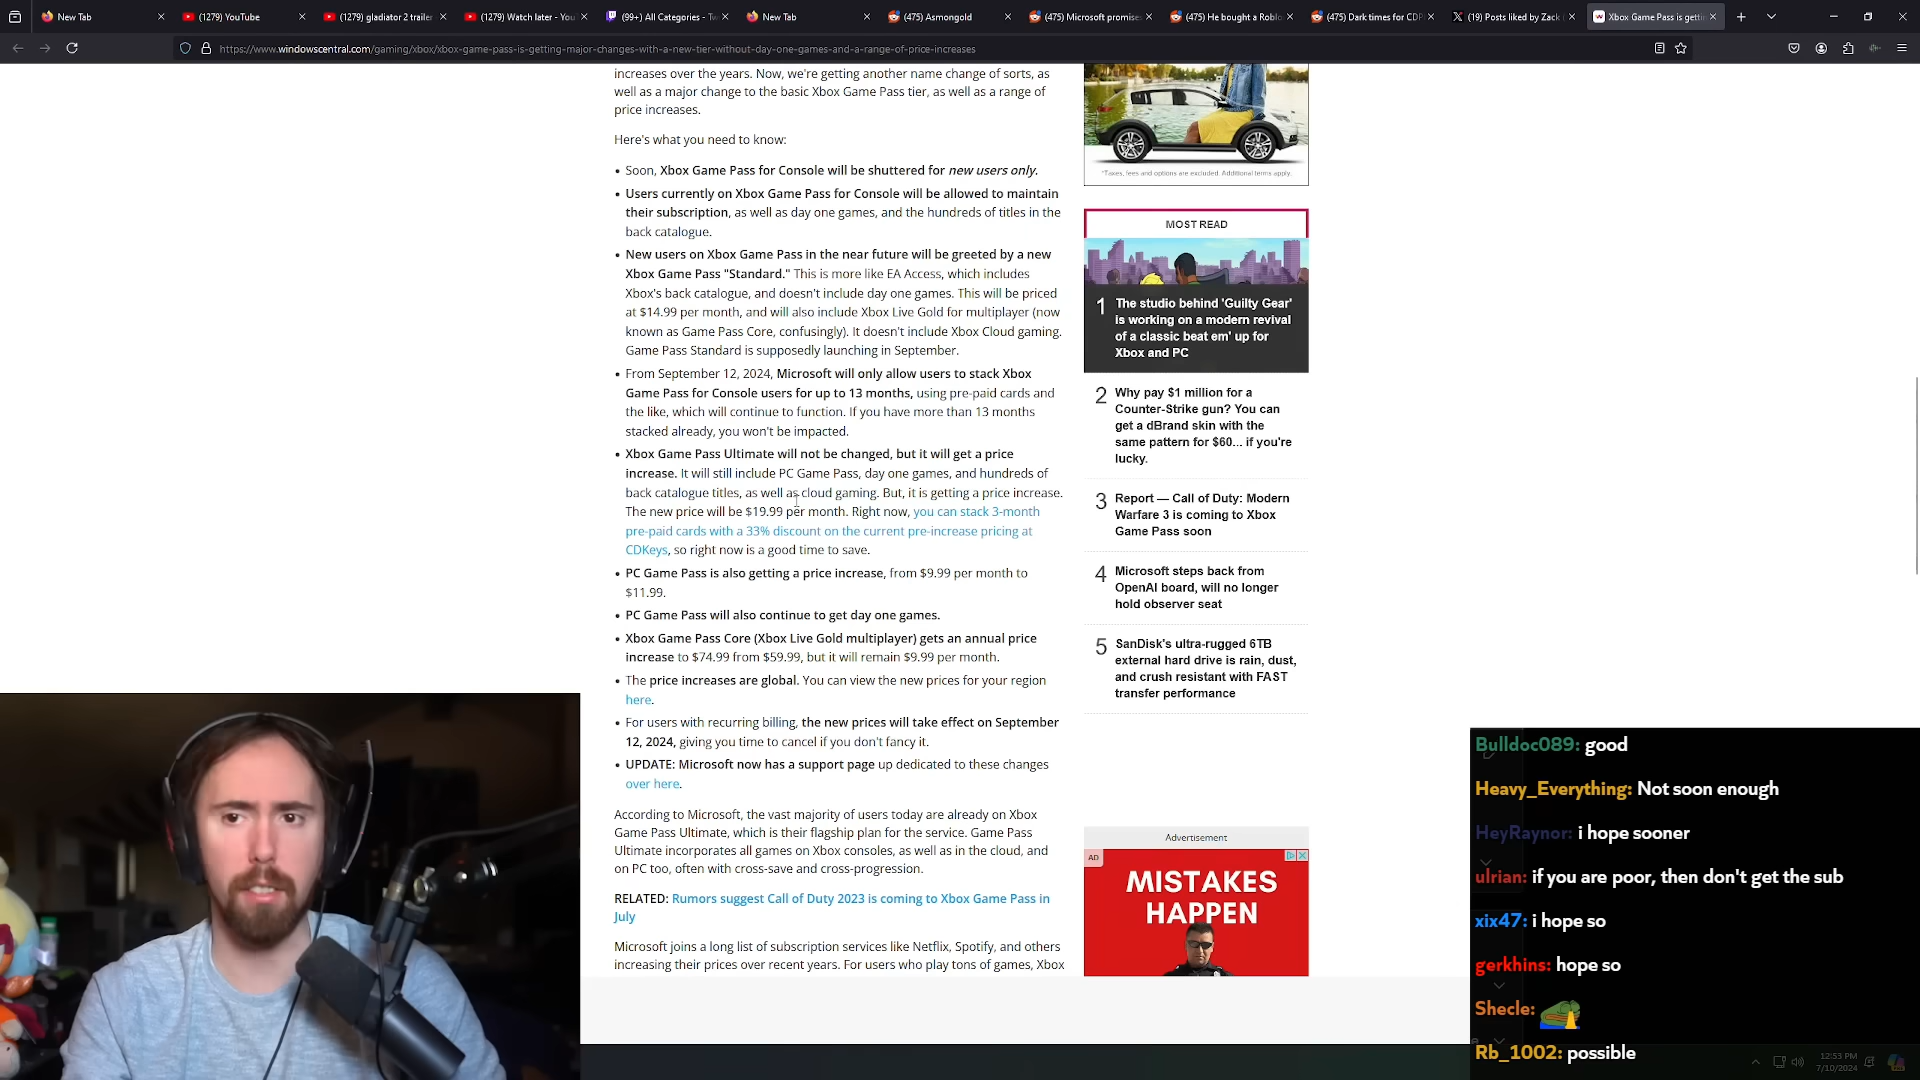 New Tab
(1279) YouTube
(1279) gladiator 2 trailer
(1279) Watch later - You
(99+) All Categories - Tw
New Tab
(475) Asmongold
(475) Microsoft promise
(475) He bought a Roblo
(475) Dark times for CDP
(19) Posts liked by Zack
Xbox Game Pass is gettin
https://www.windowscentral.com/gaming/xbox/xbox-game-pass-is-getting-major-changes-with-a-new-tier-without-day-one-games-and-a-range-of-price-increases
increases over the years. Now, we're getting another name change of sorts, as
well as a major change to the basic Xbox Game Pass tier, as well as a range of
price increases.
Here's what you need to know:
• Soon, Xbox Game Pass for Console will be shuttered for new users only.
• Users currently on Xbox Game Pass for Console will be allowed to maintain
their subscription, as well as day one games, and the hundreds of titles in the
back catalogue.
• New users on Xbox Game Pass in the near future will be greeted by a new
Xbox Game Pass "Standard." This is more like EA Access, which includes
Xbox's back catalogue, and doesn't include day one games. This will be priced
at $14.99 per month, and will also include Xbox Live Gold for multiplayer (now
known as Game Pass Core, confusingly). It doesn't include Xbox Cloud gaming.
Game Pass Standard is supposedly launching in September.
• From September 12, 2024, Microsoft will only allow users to stack Xbox
Game Pass for Console users for up to 13 months, using pre-paid cards and
the like, which will continue to function. If you have more than 13 months
stacked already, you won't be impacted.
• Xbox Game Pass Ultimate will not be changed, but it will get a price
increase. It will still include PC Game Pass, day one games, and hundreds of
back catalogue titles, as well as cloud gaming. But, it is getting a price increase.
The new price will be $19.99 per month. Right now, you can stack 3-month
pre-paid cards with a 33% discount on the current pre-increase pricing at
CDKeys, so right now is a good time to save.
• PC Game Pass is also getting a price increase, from $9.99 per month to
$11.99.
• PC Game Pass will also continue to get day one games.
• Xbox Game Pass Core (Xbox Live Gold multiplayer) gets an annual price
increase to $74.99 from $59.99, but it will remain $9.99 per month.
• The price increases are global. You can view the new prices for your region
here.
• For users with recurring billing, the new prices will take effect on September
12, 2024, giving you time to cancel if you don't fancy it.
• UPDATE: Microsoft now has a support page up dedicated to these changes
over here.
According to Microsoft, the vast majority of users today are already on Xbox
Game Pass Ultimate, which is their flagship plan for the service. Game Pass
Ultimate incorporates all games on Xbox consoles, as well as in the cloud, and
on PC too, often with cross-save and cross-progression.
RELATED: Rumors suggest Call of Duty 2023 is coming to Xbox Game Pass in
July
Microsoft joins a long list of subscription services like Netflix, Spotify, and others
increasing their prices over recent years. For users who play tons of games, Xbox
*Taxes, fees and options are excluded. Additional terms apply.
MOST READ
1 The studio behind 'Guilty Gear'
is working on a modern revival
of a classic beat em' up for
Xbox and PC
2 Why pay $1 million for a
Counter-Strike gun? You can
get a dBrand skin with the
same pattern for $60... if you're
lucky.
3 Report — Call of Duty: Modern
Warfare 3 is coming to Xbox
Game Pass soon
4 Microsoft steps back from
OpenAI board, will no longer
hold observer seat
5 SanDisk's ultra-rugged 6TB
external hard drive is rain, dust,
and crush resistant with FAST
transfer performance
Advertisement
AD
MISTAKES
HAPPEN
Bulldoc089: good
Heavy_Everything: Not soon enough
HeyRaynor: i hope sooner
ulrian: if you are poor, then don't get the sub
xix47: i hope so
gerkhins: hope so
Shecle:
Rb_1002: possible
12:53 PM
7/10/2024